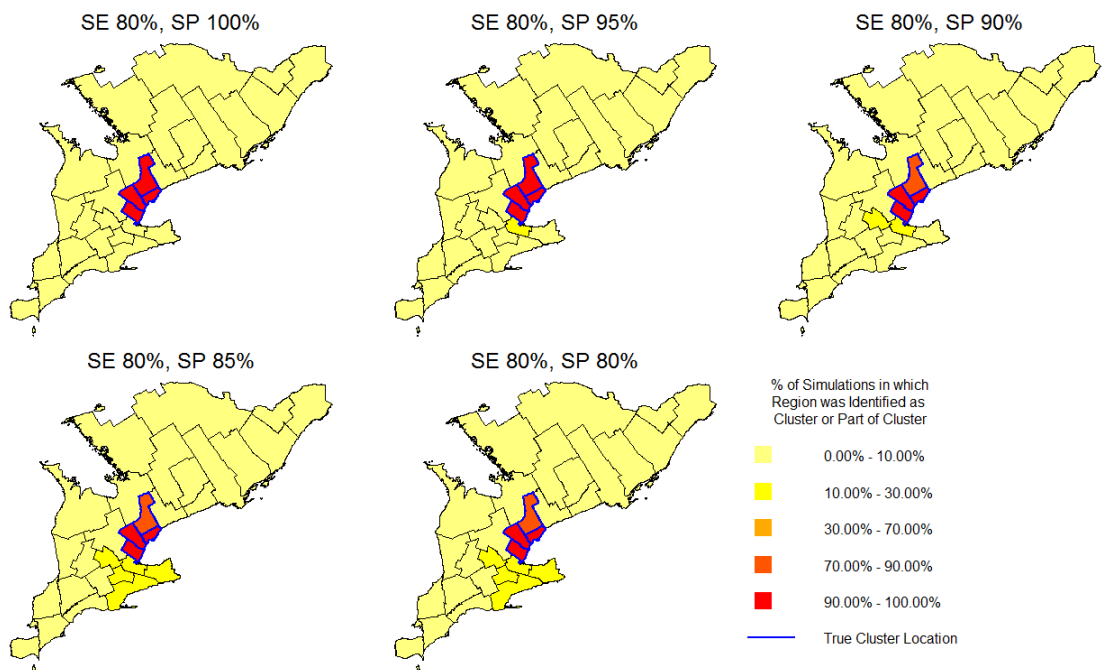 SE 80%, SP 100%
SE 80%, SP 95%
SE 80%, SP 90%
SE 80%, SP 85%
SE 80%, SP 80%
% of Simulations in which
Region was Identified as
Cluster or Part of Cluster
0.00% - 10.00%
10.00% - 30.00%
30.00% - 70.00%
70.00% - 90.00%
90.00% - 100.00%
True Cluster Location